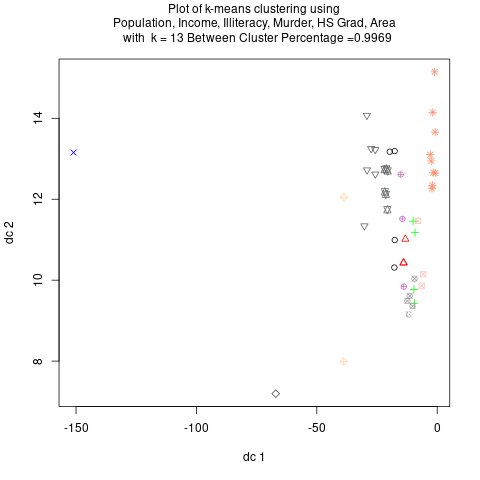 Plot of k-means clustering using
Population, Income, Illiteracy, Murder, HS Grad, Area
with k = 13 Between Cluster Percentage =0.9969
14
12
10
8
dc 2
-150
-100
-50
0
dc 1